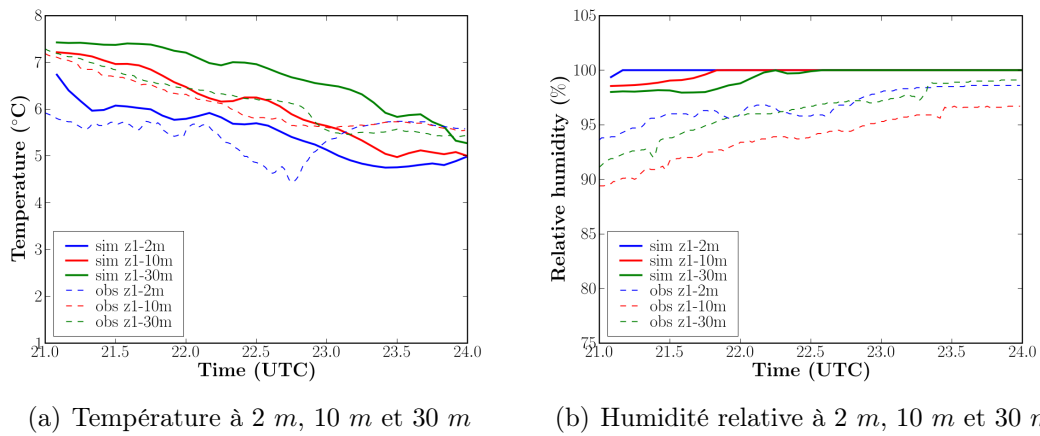 8
7
6
5
4
3
2
1
21.0 21.5 22.0 22.5 23.0 23.5 24.0
Temperature (°C)
Time (UTC)
sim z1-2m
sim z1-10m
sim z1-30m
obs z1-2m
obs z1-10m
obs z1-30m
105
100
95
90
85
80
75
21.0 21.5 22.0 22.5 23.0 23.5 24.0
Relative humidity (%)
Time (UTC)
sim z1-2m
sim z1-10m
sim z1-30m
obs z1-2m
obs z1-10m
obs z1-30m
(a) Température à 2 m, 10 m et 30 m
(b) Humidité relative à 2 m, 10 m et 30 m